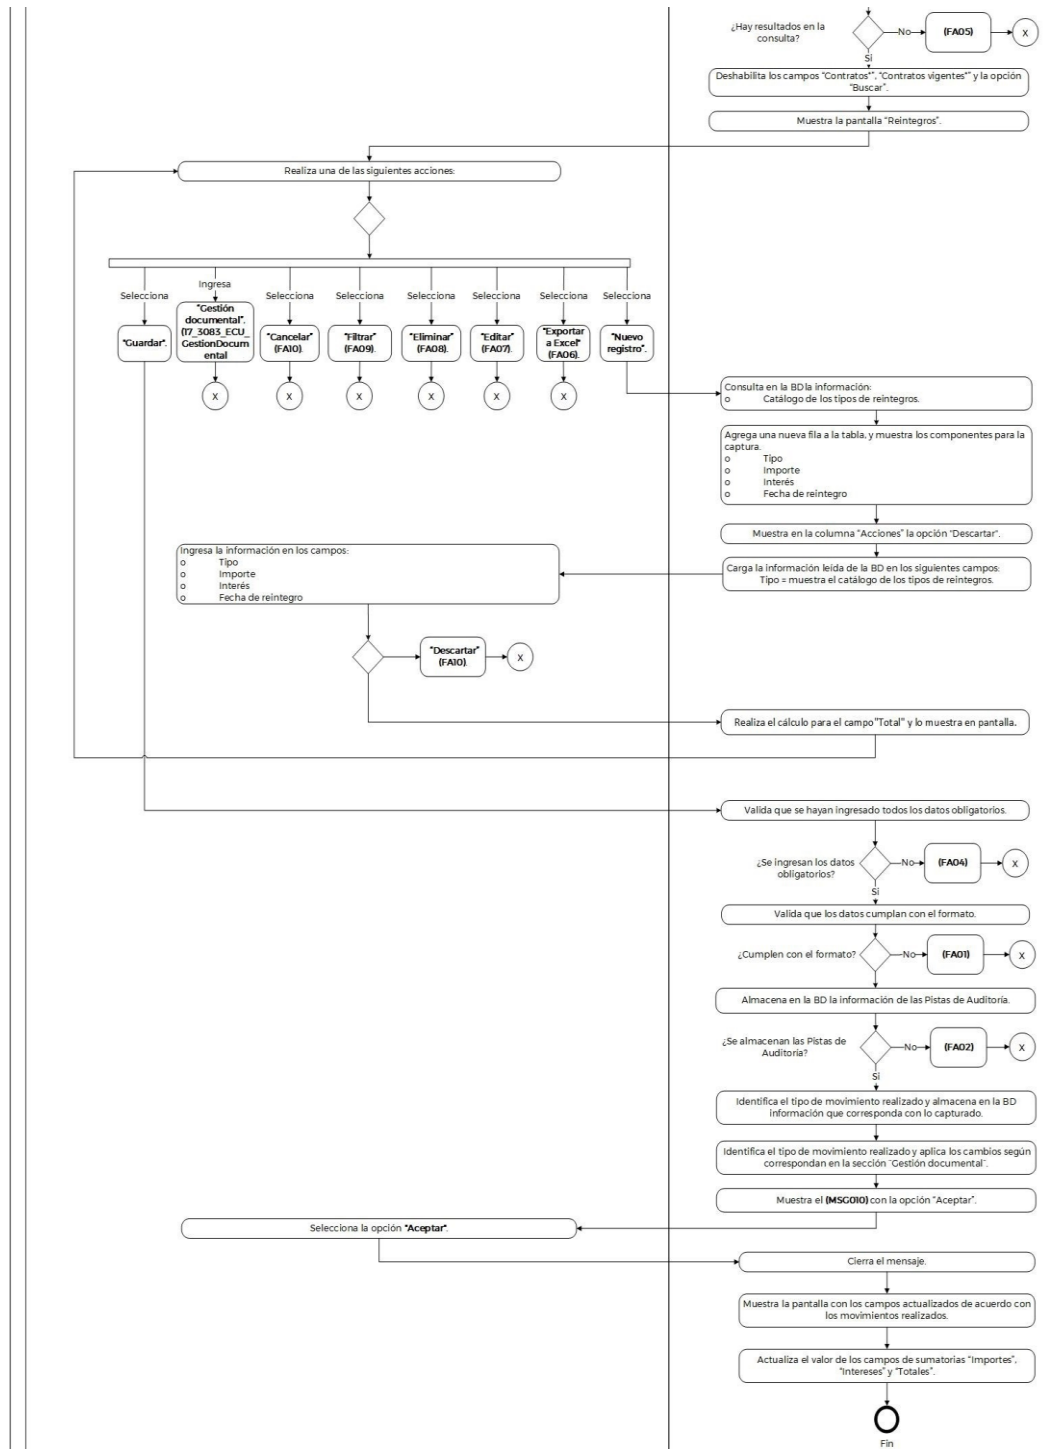 ¿Hay resultados en la
consulta?
No
(FA05)
X
Si
Deshabilita los campos "Contratos*", "Contratos vigentes*" y la opción
"Buscar".
Muestra la pantalla "Reintegros".
Realiza una de las siguientes acciones:
Selecciona
"Guardar".
Ingresa
"Gestión
documental".
(17_3083_ECU_
GestionDocum
ental
X
Selecciona
"Cancelar"
(FA10).
X
Selecciona
"Filtrar"
(FA09).
X
Selecciona
"Eliminar"
(FA08).
X
Selecciona
"Editar"
(FA07).
X
Selecciona
"Exportar
a Excel"
(FA06).
X
Selecciona
"Nuevo
registro".
Consulta en la BD la información:
o Catálogo de los tipos de reintegros.
Agrega una nueva fila a la tabla, y muestra los componentes para la
captura.
o Tipo
o Importe
o Interés
o Fecha de reintegro
Muestra en la columna "Acciones" la opción "Descartar".
Carga la información leída de la BD en los siguientes campos:
Tipo = muestra el catálogo de los tipos de reintegros.
Ingresa la información en los campos:
o Tipo
o Importe
o Interés
o Fecha de reintegro
"Descartar"
(FA10).
X
Realiza el cálculo para el campo "Total" y lo muestra en pantalla.
Valida que se hayan ingresado todos los datos obligatorios.
¿Se ingresan los datos
obligatorios?
No
(FA04)
X
Si
Valida que los datos cumplan con el formato.
¿Cumplen con el formato?
No
(FA01)
X
Almacena en la BD la información de las Pistas de Auditoría.
¿Se almacenan las Pistas de
Auditoría?
No
(FA02)
X
Si
Identifica el tipo de movimiento realizado y almacena en la BD
información que corresponda con lo capturado.
Identifica el tipo de movimiento realizado y aplica los cambios según
correspondan en la sección ¨Gestión documental¨.
Muestra el (MSG010) con la opción "Aceptar".
Selecciona la opción "Aceptar".
Cierra el mensaje.
Muestra la pantalla con los campos actualizados de acuerdo con
los movimientos realizados.
Actualiza el valor de los campos de sumatorias "Importes",
"Intereses" y "Totales".
Fin